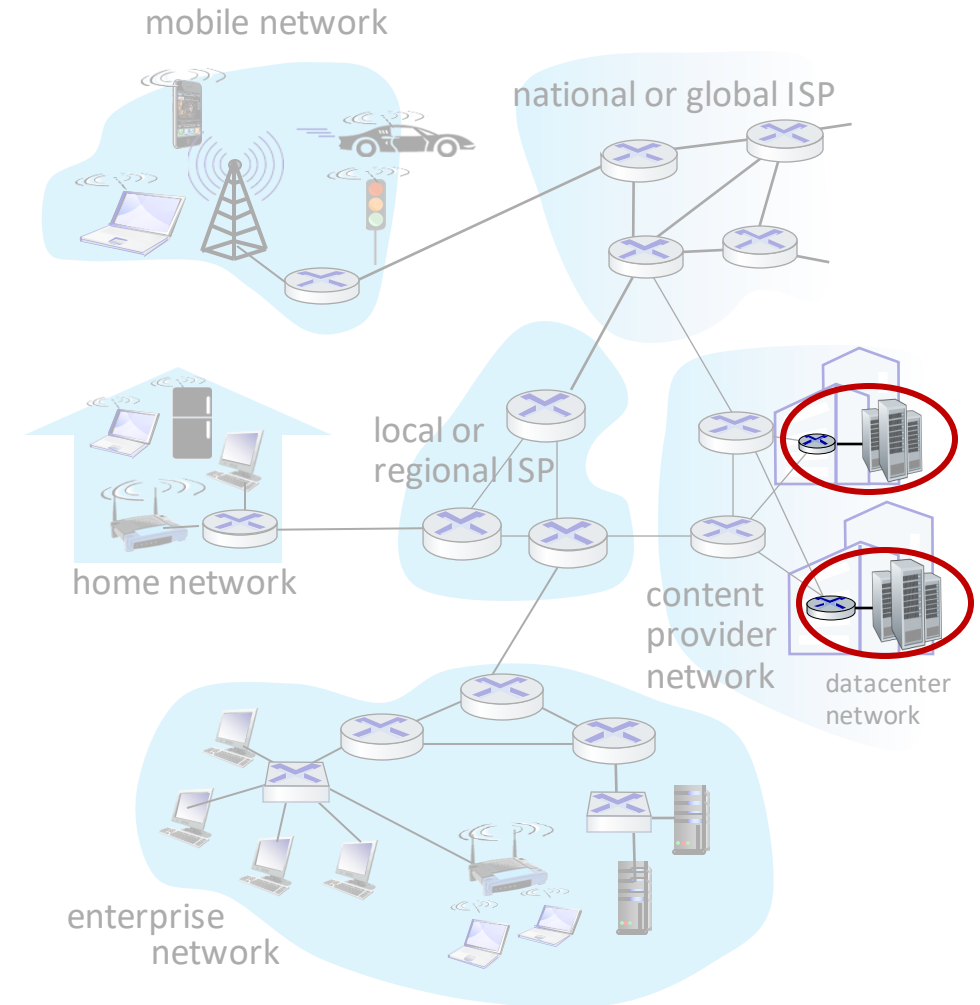 mobile network
national or global ISP
local or
regional ISP
home network
content
provider
network
datacenter
network
enterprise
network